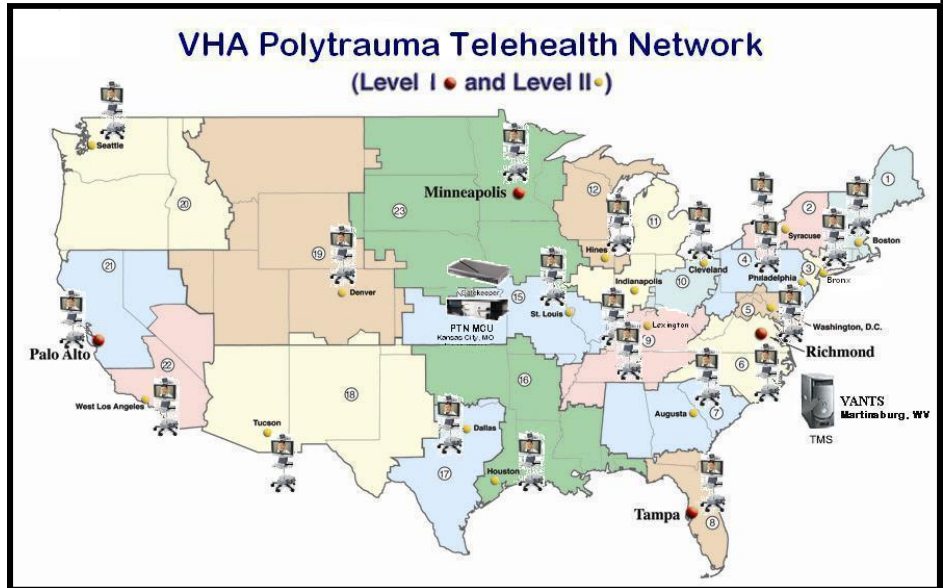 VHA Polytrauma Telehealth Network
(Level I and Level II)
Seattle
Minneapolis
1
2
12
11
20
23
Syracuse
Boston
Hines
Cleveland
4
3
19
Philadelphia
Bronx
21
Denver
Gatekeeper
15
Indianapolis
10
PTN MCU
Kansas City, MO
St. Louis
5
Lexington
Washington, D.C.
9
Palo Alto
Richmond
22
6
16
18
VANTS
Martinsburg, WV
West Los Angeles
Augusta
7
TMS
Tucson
Dallas
17
Houston
Tampa
8